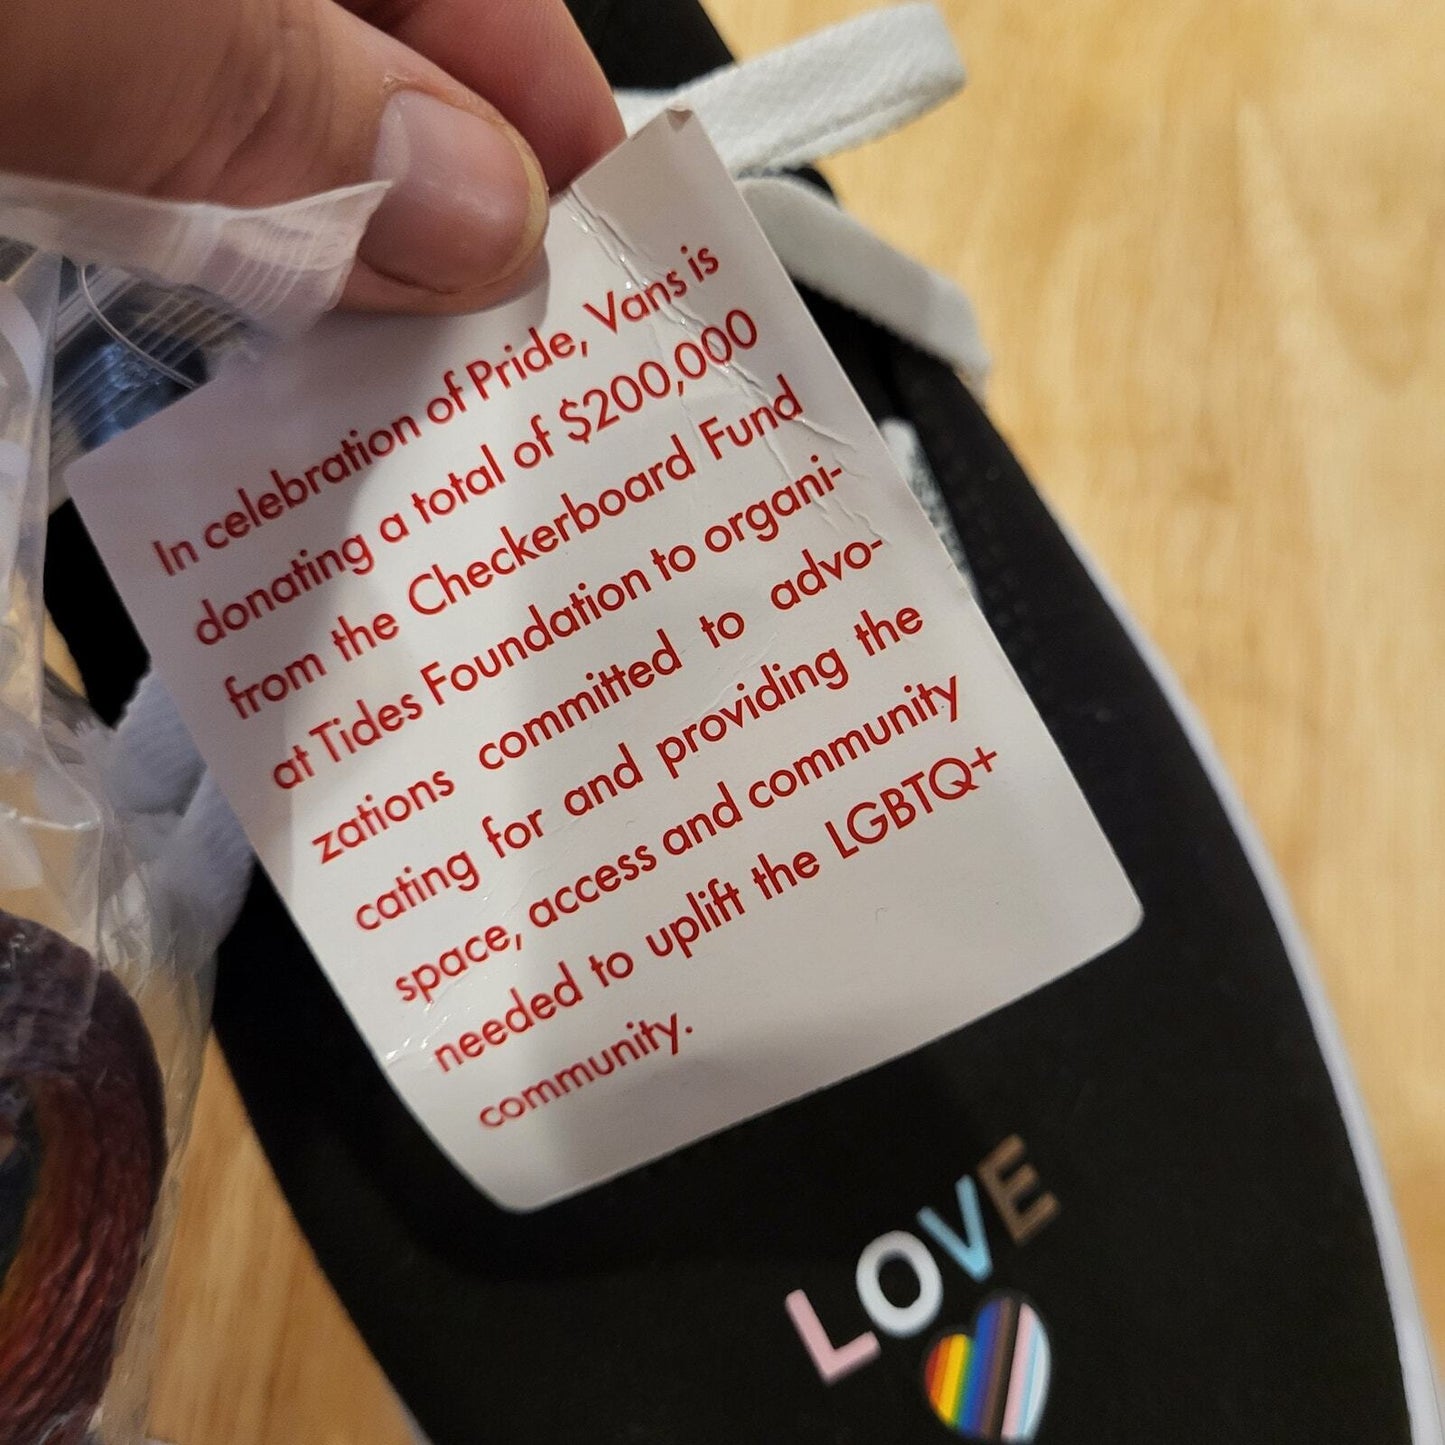 In celebration of Pride, Vans is
donating a total of $200,000
from the Checkerboard Fund
at Tides Foundation to organi-
zations committed to advo-
cating for and providing the
space, access and community
needed to uplift the LGBTQ+
community.
LOVE